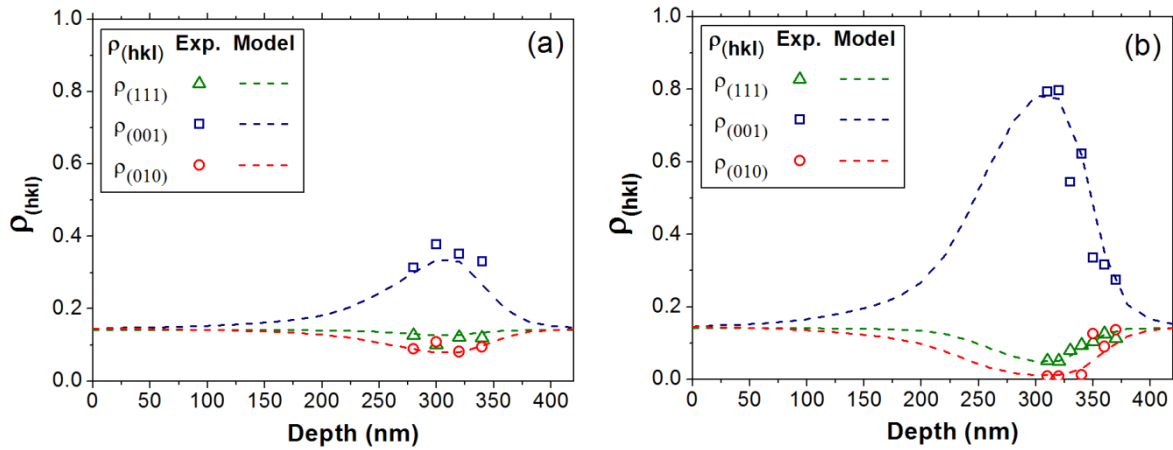 (a)
ρ(hkl) Exp. Model
ρ(111)
ρ(001)
ρ(010)
ρ(hkl)
1.0
0.8
0.6
0.4
0.2
0.0
0 50 100 150 200 250 300 350 400
Depth (nm)
(b)
ρ(hkl) Exp. Model
ρ(111)
ρ(001)
ρ(010)
ρ(hkl)
1.0
0.8
0.6
0.4
0.2
0.0
0 50 100 150 200 250 300 350 400
Depth (nm)